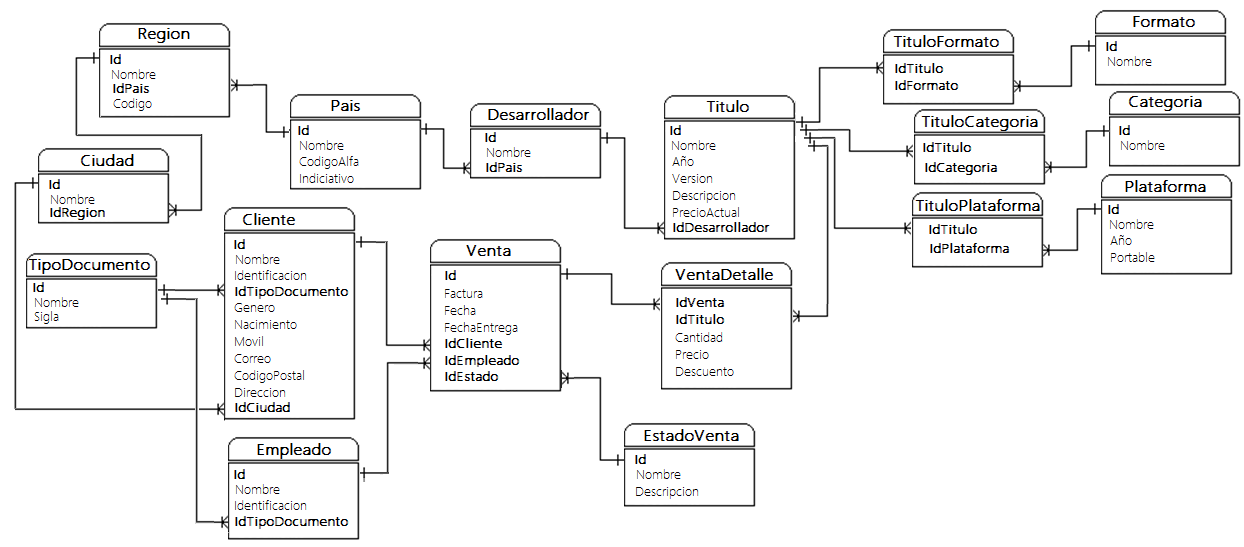 Region
Id
Nombre
IdPais
Codigo
Pais
Id
Nombre
CodigoAlfa
Indiciativo
Desarrollador
Id
Nombre
IdPais
Titulo
Id
Nombre
Año
Version
Descripcion
PrecioActual
IdDesarrollador
TituloFormato
IdTitulo
IdFormato
Formato
Id
Nombre
TituloCategoria
IdTitulo
IdCategoria
Categoria
Id
Nombre
TituloPlataforma
IdTitulo
IdPlataforma
Plataforma
Id
Nombre
Año
Portable
Ciudad
Id
Nombre
IdRegion
TipoDocumento
Id
Nombre
Sigla
Cliente
Id
Nombre
Identificacion
IdTipoDocumento
Genero
Nacimiento
Movil
Correo
CodigoPostal
Direccion
IdCiudad
Venta
Id
Factura
Fecha
FechaEntrega
IdCliente
IdEmpleado
IdEstado
VentaDetalle
IdVenta
IdTitulo
Cantidad
Precio
Descuento
Empleado
Id
Nombre
Identificacion
IdTipoDocumento
EstadoVenta
Id
Nombre
Descripcion